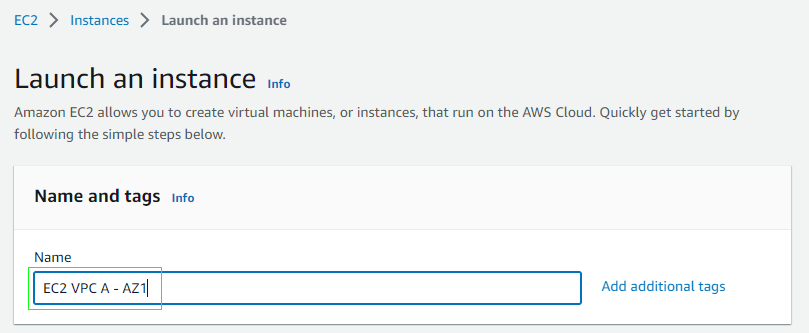 EC2 > Instances > Launch an instance
Launch an instance Info
Amazon EC2 allows you to create virtual machines, or instances, that run on the AWS Cloud. Quickly get started by
following the simple steps below.
Name and tags Info
Name
EC2 VPC A - AZ1
Add additional tags